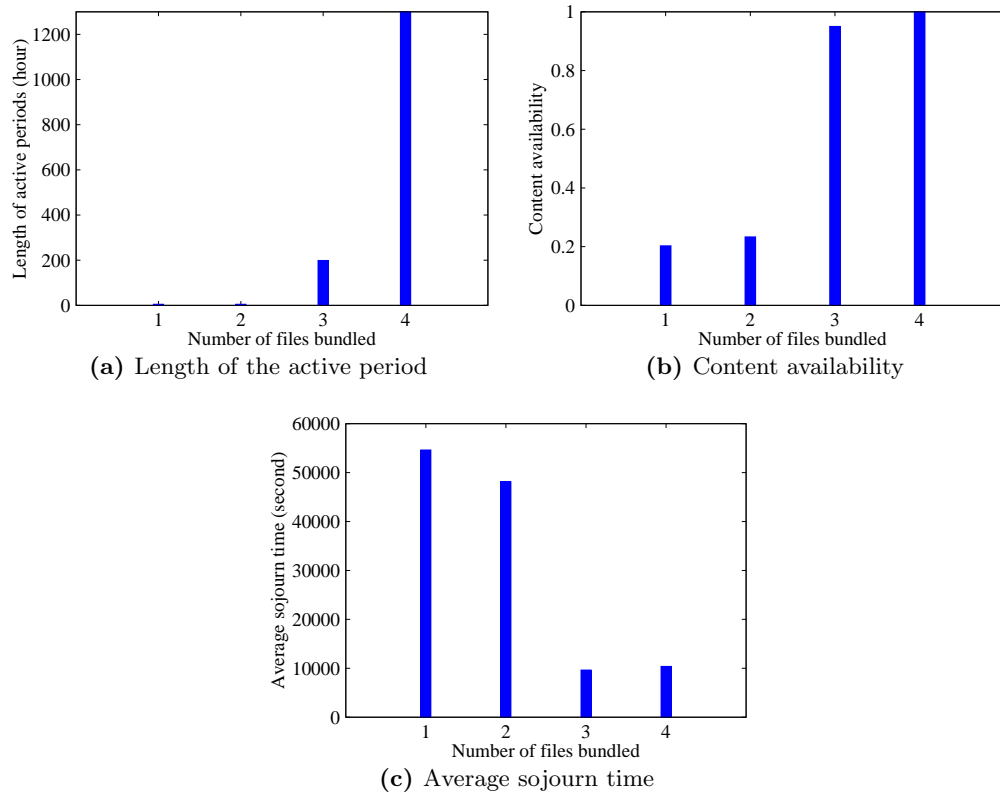 1200
1000
800
600
400
200
0
Length of active periods (hour)
1 2 3 4
Number of files bundled
(a) Length of the active period
1
0.8
0.6
0.4
0.2
0
Content availability
1 2 3 4
Number of files bundled
(b) Content availability
60000
50000
40000
30000
20000
10000
0
Average sojourn time (second)
1 2 3 4
Number of files bundled
(c) Average sojourn time